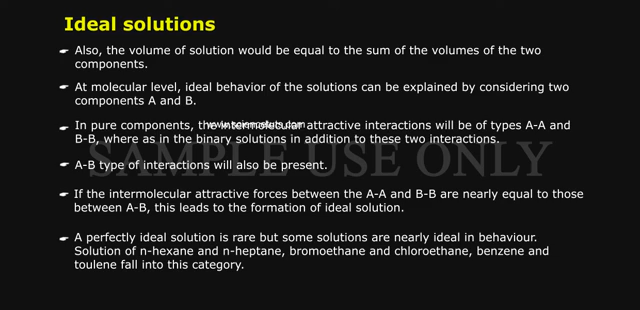 Ideal solutions
Also, the volume of solution would be equal to the sum of the volumes of the two
components.
At molecular level, ideal behavior of the solutions can be explained by considering two
components A and B.
In pure components, the intermolecular attractive interactions will be of types A-A and
B-B, where as in the binary solutions in addition to these two interactions.
A-B type of interactions will also be present.
If the intermolecular attractive forces between the A-A and B-B are nearly equal to those
between A-B, this leads to the formation of ideal solution.
A perfectly ideal solution is rare but some solutions are nearly ideal in behaviour.
Solution of n-hexane and n-heptane, bromoethane and chloroethane, benzene and
toulene fall into this category.
SAMPLE USE ONLY